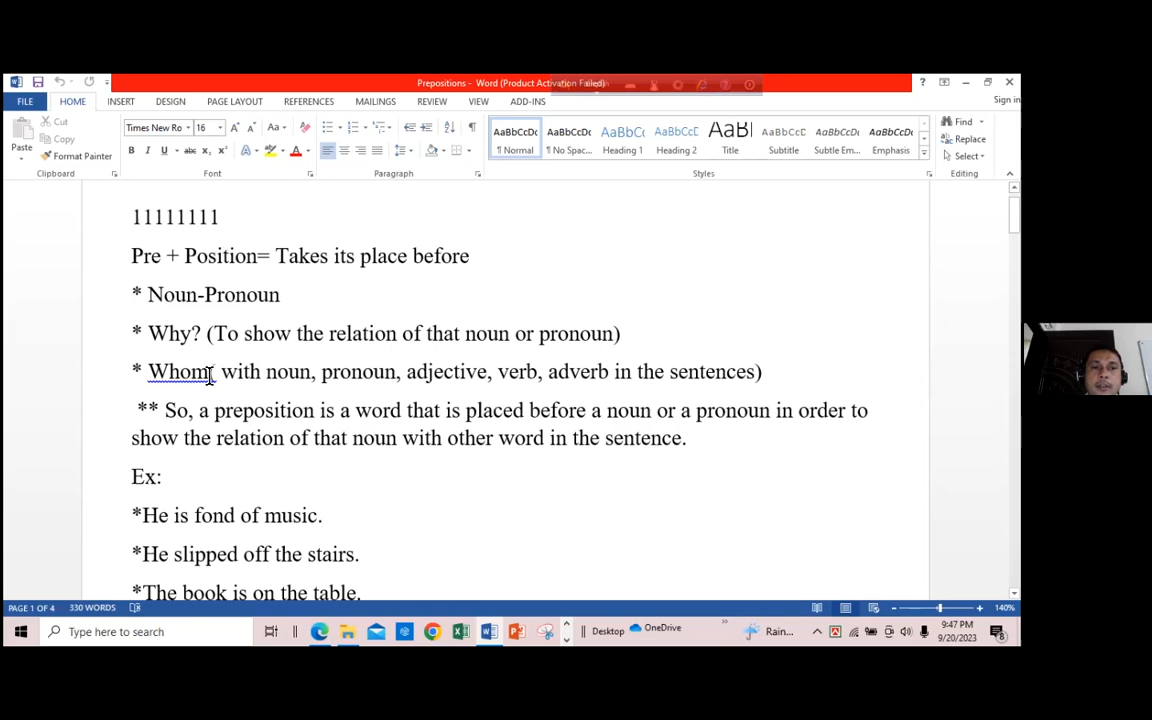 Prepositions - Word (Product Activation Failed)
Sign in
FILE HOME INSERT DESIGN PAGE LAYOUT REFERENCES MAILINGS REVIEW VIEW ADD-INS
Paste Cut Copy Format Painter
Times New Ro 16 Aa
B I U abc X₂ X² A A
AaBbCcDc AaBbCcDc AaBbC AaBbCcD AaBl AaBbCcD AaBbCcDc AaBbCcDc
¶ Normal ¶ No Spac... Heading 1 Heading 2 Title Subtitle Subtle Em... Emphasis
Find Replace Select
Clipboard Font Paragraph Styles Editing
11111111
Pre + Position= Takes its place before
* Noun-Pronoun
* Why? (To show the relation of that noun or pronoun)
* Whom( with noun, pronoun, adjective, verb, adverb in the sentences)
** So, a preposition is a word that is placed before a noun or a pronoun in order to
show the relation of that noun with other word in the sentence.
Ex:
*He is fond of music.
*He slipped off the stairs.
*The book is on the table.
PAGE 1 OF 4 330 WORDS 140%
Type here to search Desktop OneDrive Rain... 9:47 PM
9/20/2023 8